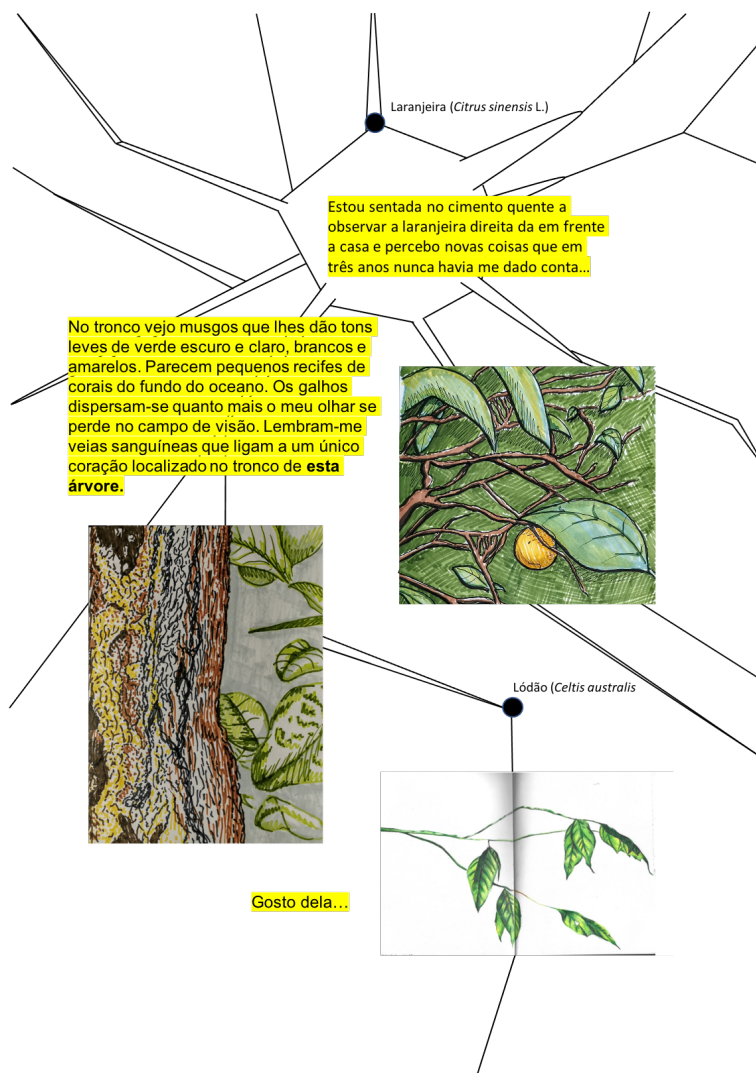 Laranjeira (Citrus sinensis L.)
Estou sentada no cimento quente a
observar a laranjeira direita da em frente
a casa e percebo novas coisas que em
três anos nunca havia me dado conta...
No tronco vejo musgos que lhes dão tons
leves de verde escuro e claro, brancos e
amarelos. Parecem pequenos recifes de
corais do fundo do oceano. Os galhos
dispersam-se quanto mais o meu olhar se
perde no campo de visão. Lembram-me
veias sanguíneas que ligam a um único
coração localizado no tronco de esta
árvore.
Lódão (Celtis australis
Gosto dela...